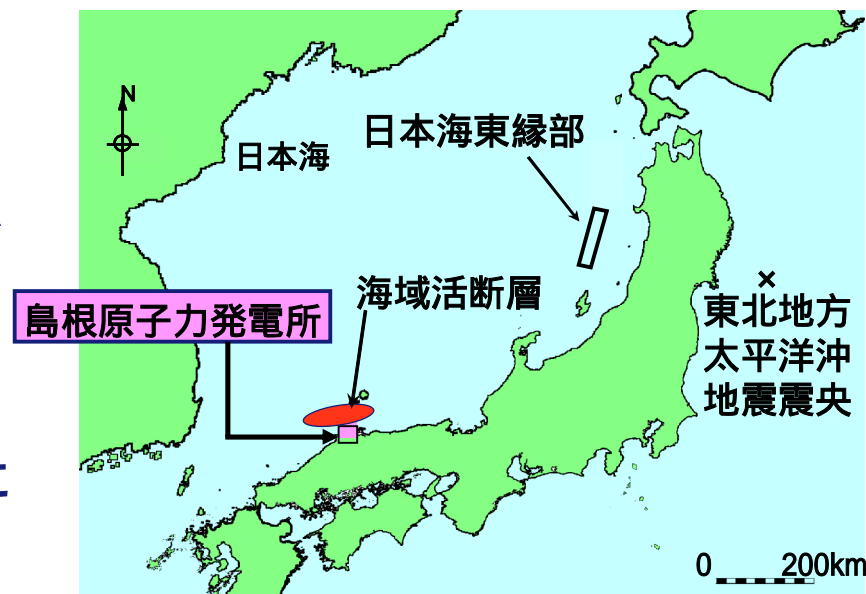 N
日本海東縁部
日本海
海域活断層
島根原子力発電所
×
東北地方
太平洋沖
地震震央
に
0 200km